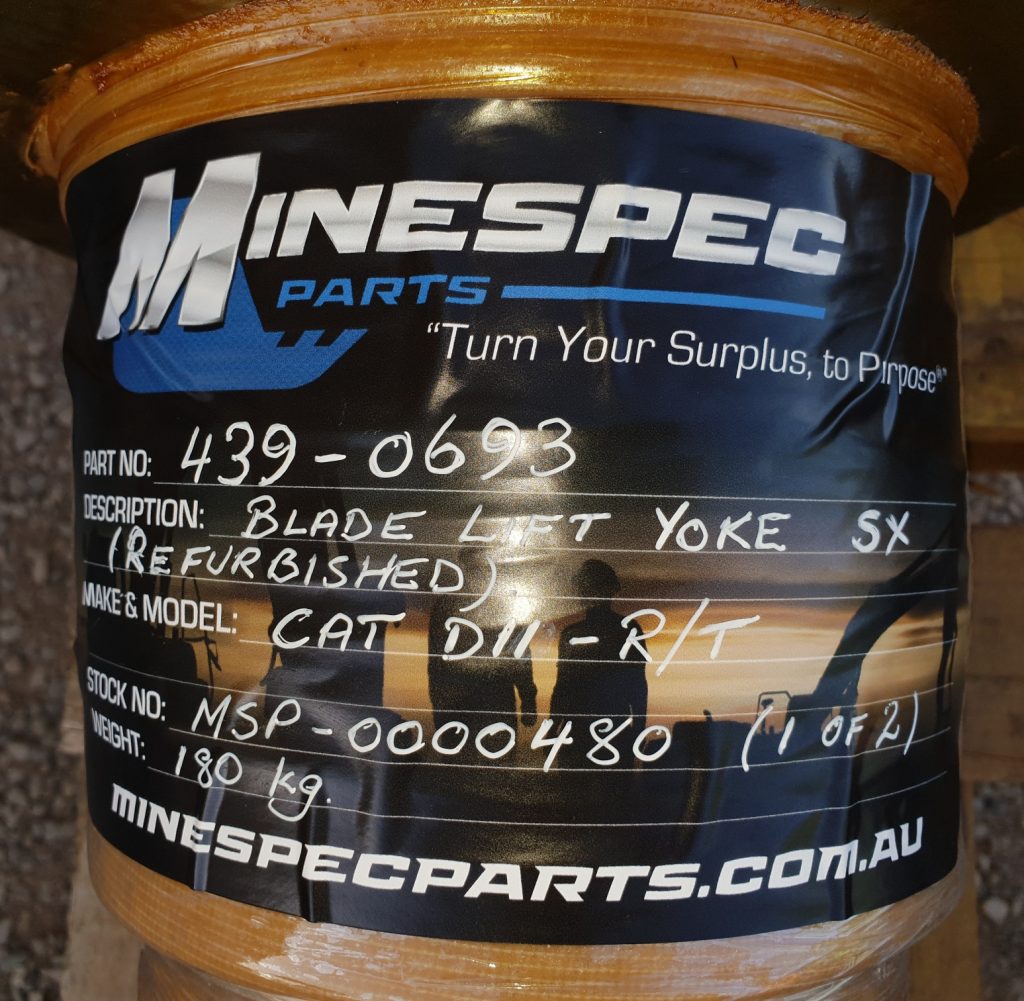 MINESPEC
PARTS
“Turn Your Surplus, to Purpose®”
PART NO: 439-0693
DESCRIPTION: BLADE LIFT YOKE SX
(REFURBISHED)
MAKE & MODEL: CAT D11-R/T
STOCK NO: MSP-0000480 (1 OF 2)
WEIGHT: 180 kg.
MINESPECPARTS.COM.AU